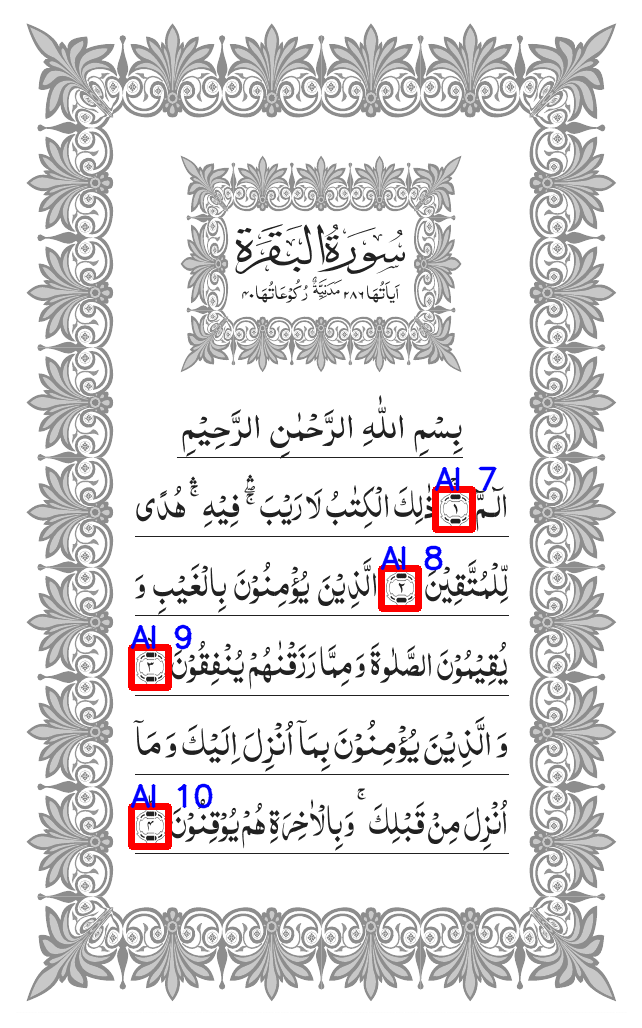 سُوْرَةُ الْبَقَرَةِ
اٰيَاتُهَا ٢٨٦ مَدَنِيَّةٌ رُكُوْعَاتُهَا ٤٠
بِسْمِ اللّٰهِ الرَّحْمٰنِ الرَّحِيْمِ
AI 7
الٓـمّٓ ۚ ١ ذٰلِكَ الْكِتٰبُ لَا رَيْبَ ۛۖ فِيْهِ ۛۚ هُدًى
AI 8
لِّلْمُتَّقِيْنَ ٢ الَّذِيْنَ يُؤْمِنُوْنَ بِالْغَيْبِ وَ
AI 9
يُقِيْمُوْنَ الصَّلٰوةَ وَ مِمَّا رَزَقْنٰهُمْ يُنْفِقُوْنَ ٣
وَ الَّذِيْنَ يُؤْمِنُوْنَ بِمَاۤ اُنْزِلَ اِلَيْكَ وَ مَاۤ
AI 10
اُنْزِلَ مِنْ قَبْلِكَ ۚ وَ بِالْاٰخِرَةِ هُمْ يُوْقِنُوْنَ ٤